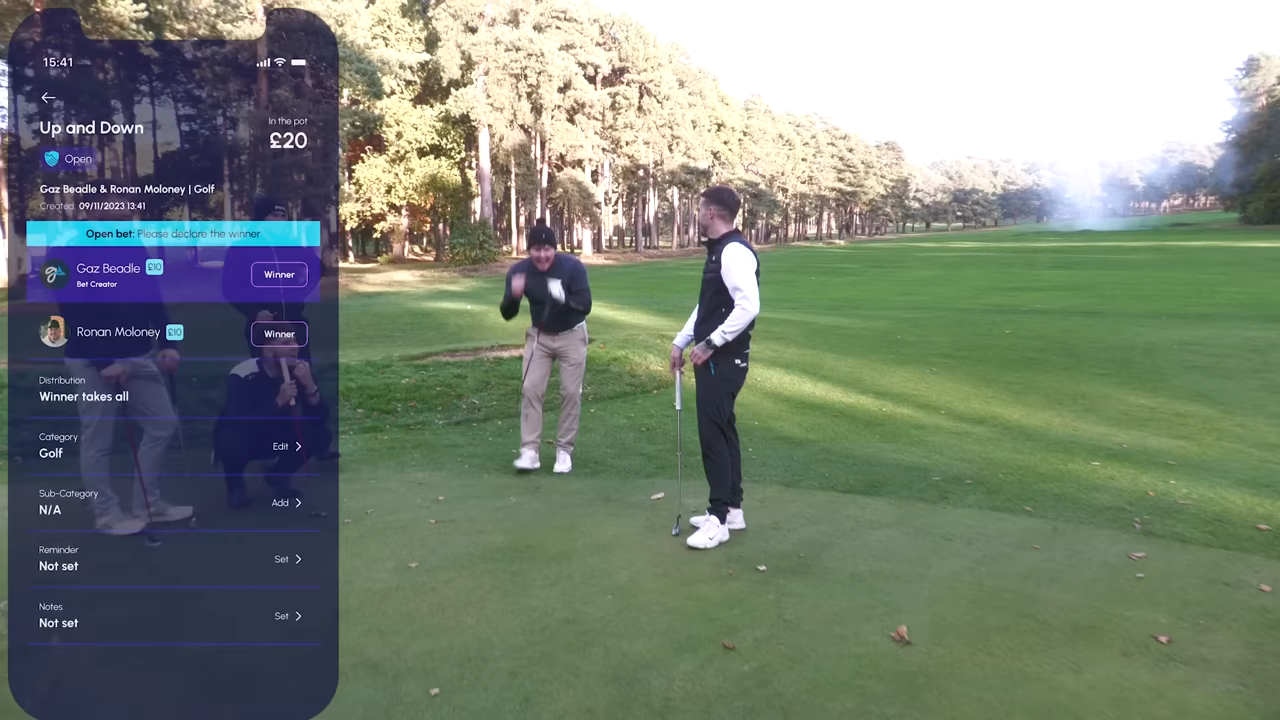 15:41
Up and Down
In the pot
£20
Open
Gaz Beadle & Ronan Moloney | Golf
Created: 09/11/2023 13:41
Open bet: Please declare the winner
Gaz Beadle £10
Bet Creator
Winner
Ronan Moloney £10
Winner
Distribution
Winner takes all
Category
Golf
Edit
Sub-Category
N/A
Add
Reminder
Not set
Set
Notes
Not set
Set